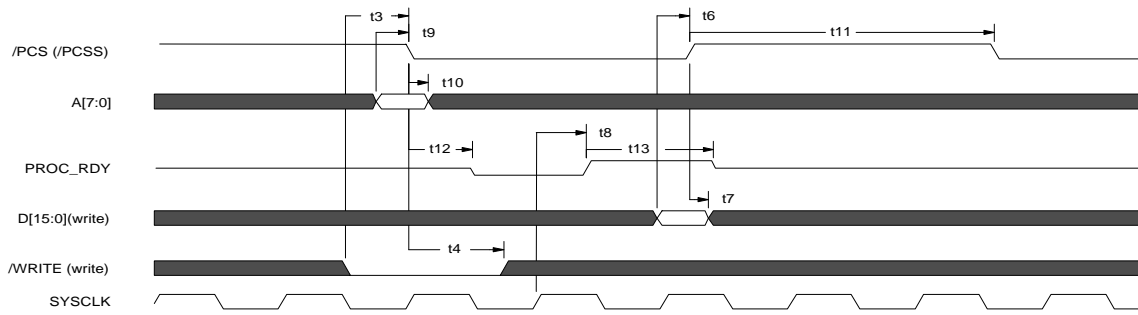 t3 t6
/PCS (/PCSS) t9 t11
t10
A[7:0]
t8
t12 t13
PROC_RDY
t7
D[15:0](write)
t4
/WRITE (write)
SYSCLK